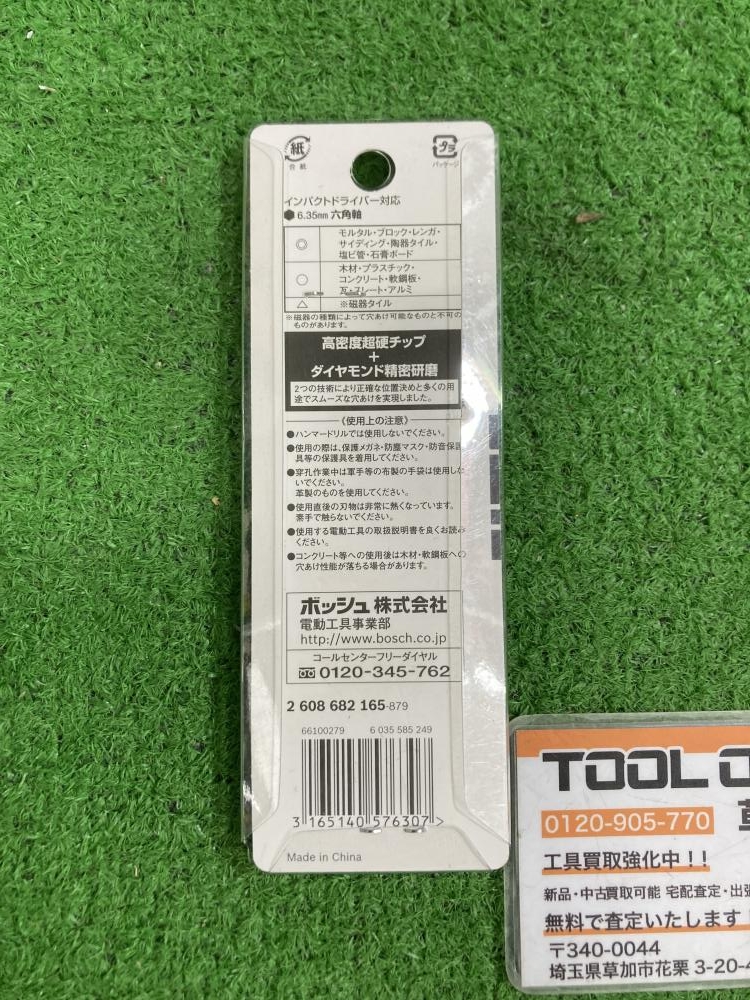 紙
台紙
プラ
パッケージ
インパクトドライバー対応
6.35mm 六角軸
◎ モルタル・ブロック・レンガ・
サイディング・陶器タイル・
塩ビ管・石膏ボード
○ 木材・プラスチック・
コンクリート・軟鋼板・
瓦・スレート・アルミ
△ ※磁器タイル
※磁器の種類によって穴あけ可能なものと不可の
ものがあります。
高密度超硬チップ
+
ダイヤモンド精密研磨
2つの技術により正確な位置決めと多くの用
途でスムーズな穴あけを実現しました。
〈使用上の注意〉
●ハンマードリルでは使用しないでください。
●使用の際は、保護メガネ・防塵マスク・防音保護
具等の保護具を着用してください。
●穿孔作業中は軍手等の布製の手袋は使用しな
いでください。
革製のものを使用してください。
●使用直後の刃物は非常に熱くなっています。
素手で触らないでください。
●使用する電動工具の取扱説明書を良くお読み
ください。
●コンクリート等への使用後は木材・軟鋼板への
穴あけ性能が落ちる場合があります。
ボッシュ株式会社
電動工具事業部
http://www.bosch.co.jp
コールセンターフリーダイヤル
0120-345-762
2 608 682 165-879
66100279 6 035 585 249
3 165140 576307>
Made in China
TOOL O
0120-905-770
工具買取強化中!!
新品・中古買取可能 宅配査定・出張
無料で査定いたします!
〒340-0044
埼玉県草加市花栗 3-20-4